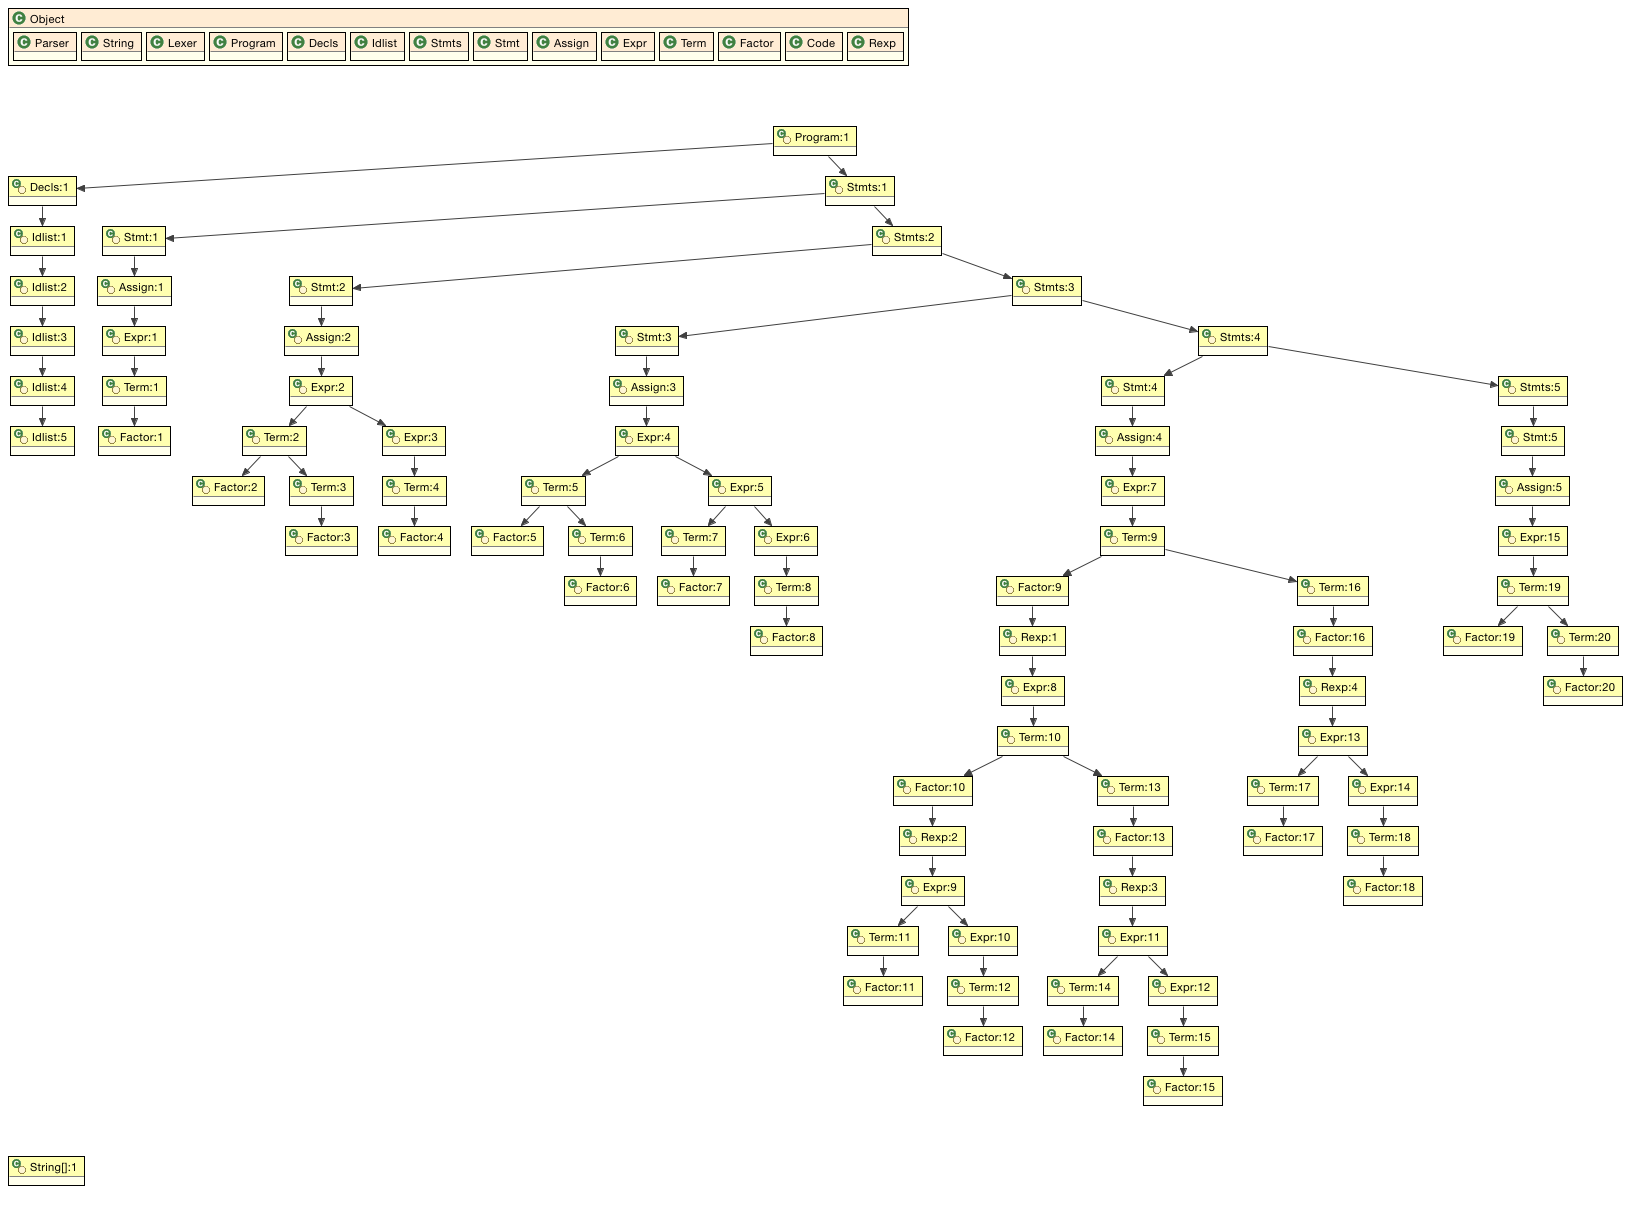 Object
Parser String Lexer Program Decls Idlist Stmts Stmt Assign Expr Term Factor Code Rexp
Program:1
Decls:1 Stmts:1
Idlist:1 Stmt:1 Stmts:2
Idlist:2 Assign:1 Stmt:2 Stmts:3
Idlist:3 Expr:1 Assign:2 Stmt:3 Stmts:4
Idlist:4 Term:1 Expr:2 Assign:3 Stmt:4 Stmts:5
Idlist:5 Factor:1 Term:2 Expr:3 Expr:4 Assign:4 Stmt:5
Factor:2 Term:3 Term:4 Term:5 Expr:5 Expr:7 Assign:5
Factor:3 Factor:4 Factor:5 Term:6 Term:7 Expr:6 Term:9 Expr:15
Factor:6 Factor:7 Term:8 Factor:9 Term:16 Term:19
Factor:8 Rexp:1 Factor:16 Factor:19 Term:20
Expr:8 Rexp:4 Factor:20
Term:10 Expr:13
Factor:10 Term:13 Term:17 Expr:14
Rexp:2 Factor:13 Factor:17 Term:18
Expr:9 Rexp:3 Factor:18
Term:11 Expr:10 Expr:11
Factor:11 Term:12 Term:14 Expr:12
Factor:12 Factor:14 Term:15
Factor:15
String[]:1